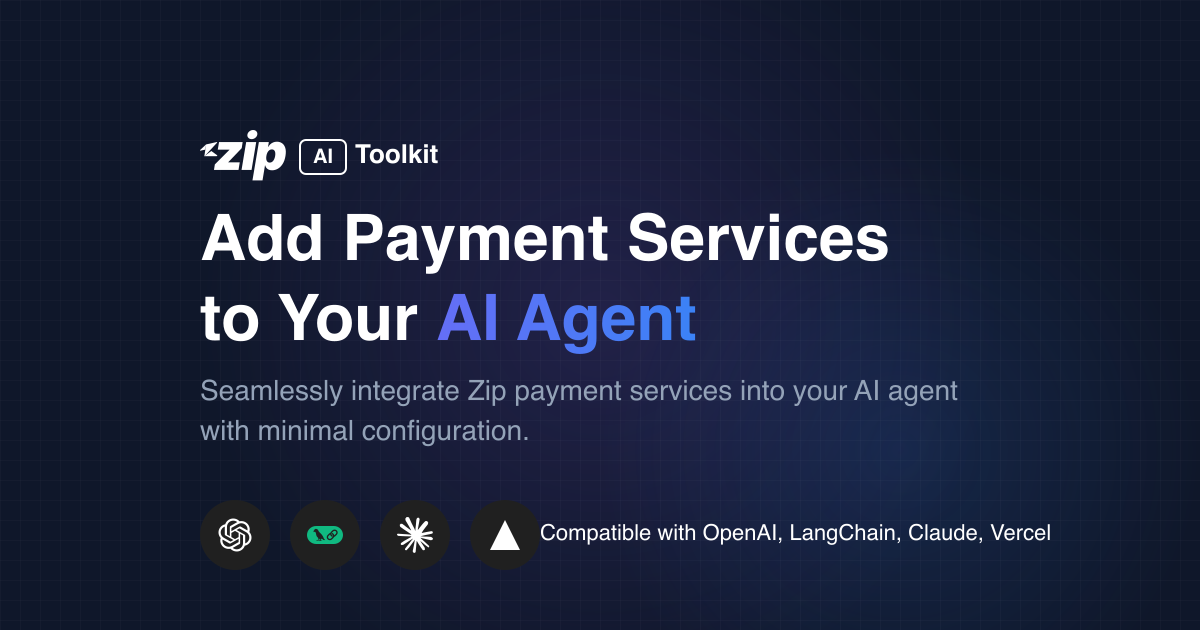 zip AI Toolkit
Add Payment Services
to Your AI Agent
Seamlessly integrate Zip payment services into your AI agent
with minimal configuration.
Compatible with OpenAI, LangChain, Claude, Vercel